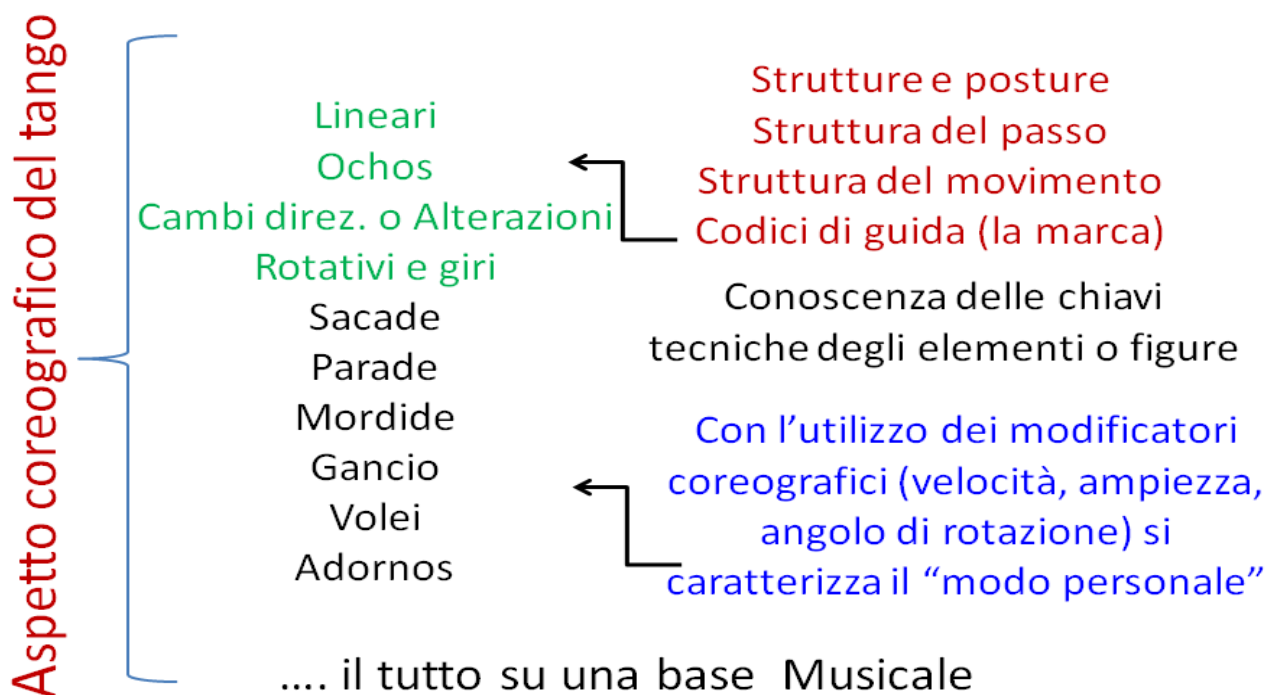 Aspetto coreografico del tango
Lineari
Ochos
Cambi direz. o Alterazioni
Rotativi e giri
Sacade
Parade
Mordide
Gancio
Volei
Adornos
Strutture e posture
Struttura del passo
Struttura del movimento
Codici di guida (la marca)
Conoscenza delle chiavi
tecniche degli elementi o figure
Con l’utilizzo dei modificatori
coreografici (velocità, ampiezza,
angolo di rotazione) si
caratterizza il “modo personale”
.... il tutto su una base Musicale